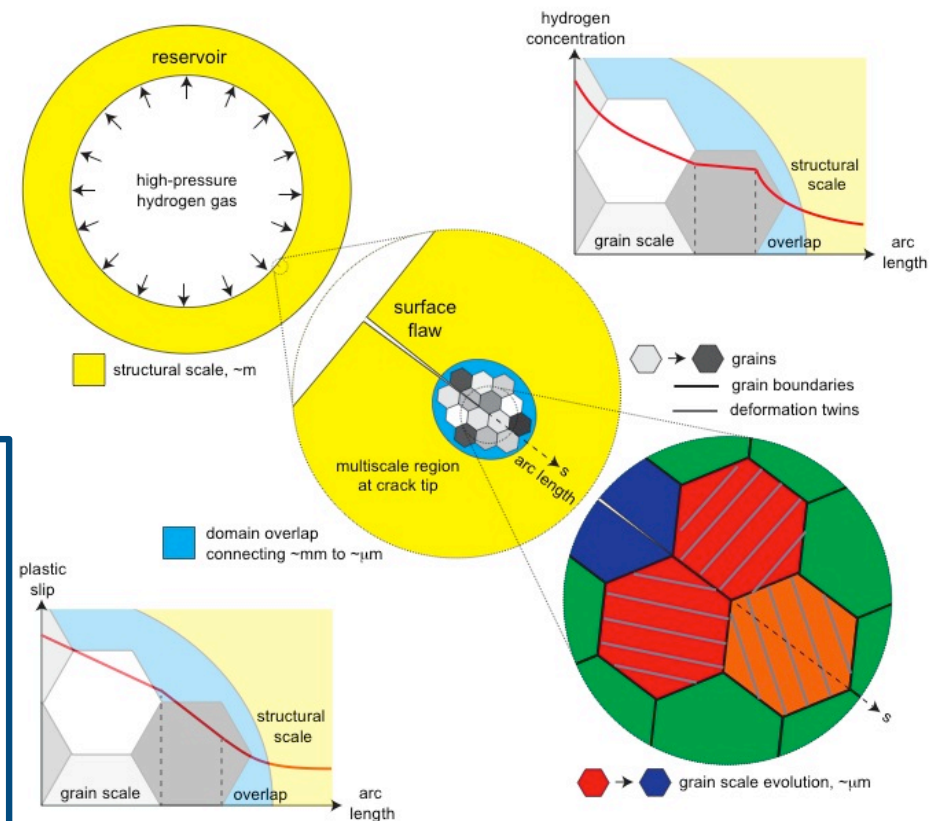 reservoir
high-pressure
hydrogen gas
structural scale, ~m
hydrogen
concentration
structural
scale
grain scale
overlap
arc
length
surface
flaw
multiscale region
at crack tip
s
arc length
grains
grain boundaries
deformation twins
domain overlap
connecting ~mm to ~μm
plastic
slip
structural
scale
grain scale
overlap
arc
length
s
grain scale evolution, ~μm